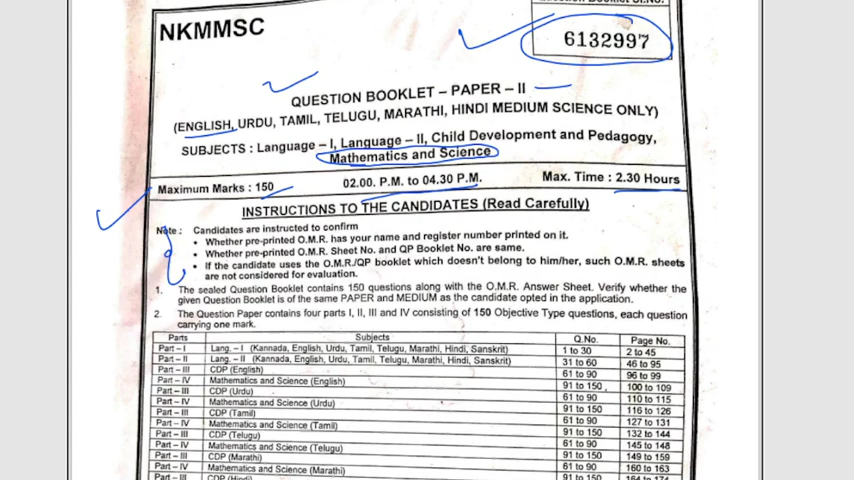 NKMMSC
6132997
QUESTION BOOKLET – PAPER – II
(ENGLISH, URDU, TAMIL, TELUGU, MARATHI, HINDI MEDIUM SCIENCE ONLY)
SUBJECTS : Language – I, Language – II, Child Development and Pedagogy,
Mathematics and Science
Maximum Marks : 150 02.00. P.M. to 04.30 P.M. Max. Time : 2.30 Hours
INSTRUCTIONS TO THE CANDIDATES (Read Carefully)
Note : Candidates are instructed to confirm
• Whether pre-printed O.M.R. has your name and register number printed on it.
• Whether pre-printed O.M.R. Sheet No. and QP Booklet No. are same.
• If the candidate uses the O.M.R./QP booklet which doesn't belong to him/her, such O.M.R. sheets
are not considered for evaluation.
1. The sealed Question Booklet contains 150 questions along with the O.M.R. Answer Sheet. Verify whether the
given Question Booklet is of the same PAPER and MEDIUM as the candidate opted in the application.
2. The Question Paper contains four parts I, II, III and IV consisting of 150 Objective Type questions, each question
carrying one mark.
Parts Subjects Q.No. Page No.
Part – I Lang. – I (Kannada, English, Urdu, Tamil, Telugu, Marathi, Hindi, Sanskrit) 1 to 30 2 to 45
Part – II Lang. – II (Kannada, English, Urdu, Tamil, Telugu, Marathi, Hindi, Sanskrit) 31 to 60 46 to 95
Part – III CDP (English) 61 to 90 96 to 99
Part – IV Mathematics and Science (English) 91 to 150 100 to 109
Part – III CDP (Urdu) 61 to 90 110 to 115
Part – IV Mathematics and Science (Urdu) 91 to 150 116 to 126
Part – III CDP (Tamil) 61 to 90 127 to 131
Part – IV Mathematics and Science (Tamil) 91 to 150 132 to 144
Part – III CDP (Telugu) 61 to 90 145 to 148
Part – IV Mathematics and Science (Telugu) 91 to 150 149 to 159
Part – III CDP (Marathi) 61 to 90 160 to 163
Part – IV Mathematics and Science (Marathi) 91 to 150